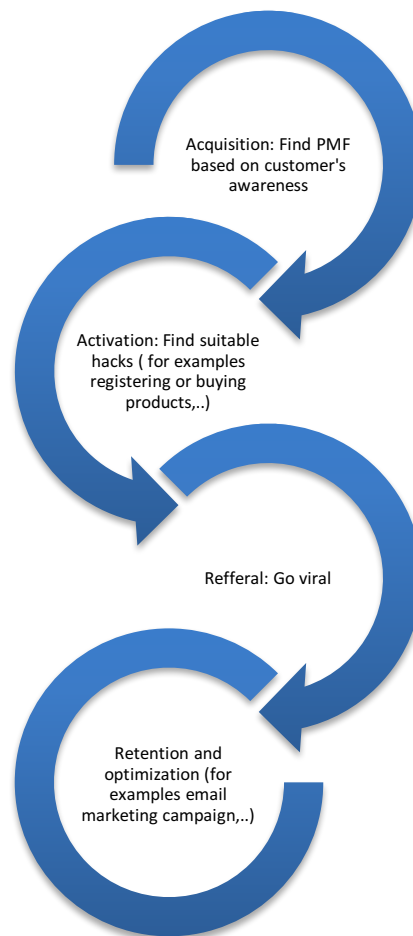 Acquisition: Find PMF
based on customer's
awareness
Activation: Find suitable
hacks ( for examples
registering or buying
products,..)
Refferal: Go viral
Retention and
optimization (for
examples email
marketing campaign,..)